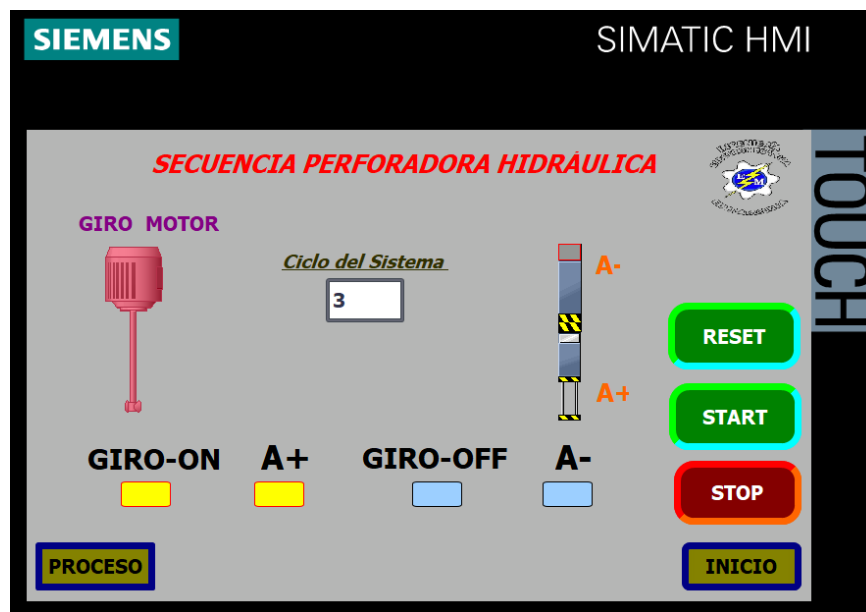 SIEMENS
SIMATIC HMI
TOUCH
SECUENCIA PERFORADORA HIDRÁULICA
GIRO MOTOR
Ciclo del Sistema
3
A-
A+
RESET
START
STOP
GIRO-ON A+ GIRO-OFF A-
PROCESO
INICIO